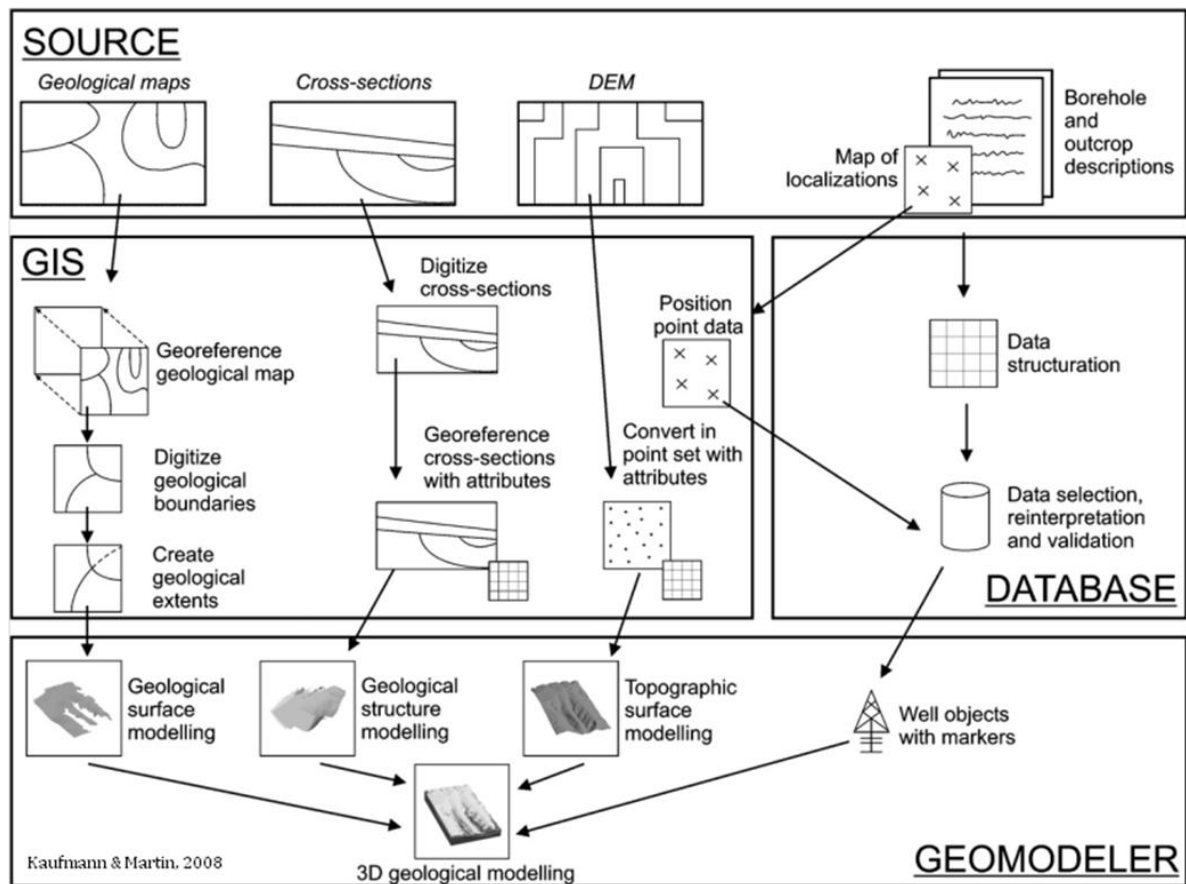 SOURCE
Geological maps
Cross-sections
DEM
Map of
localizations
Borehole
and
outcrop
descriptions
GIS
Georeference
geological map
Digitize
geological
boundaries
Create
geological
extents
Digitize
cross-sections
Georeference
cross-sections
with attributes
Position
point data
Convert in
point set with
attributes
Data
structuration
Data selection,
reinterpretation
and validation
DATABASE
Geological
surface
modelling
Geological
structure
modelling
Topographic
surface
modelling
Well objects
with markers
3D geological modelling
Kaufmann & Martin, 2008
GEOMODELER